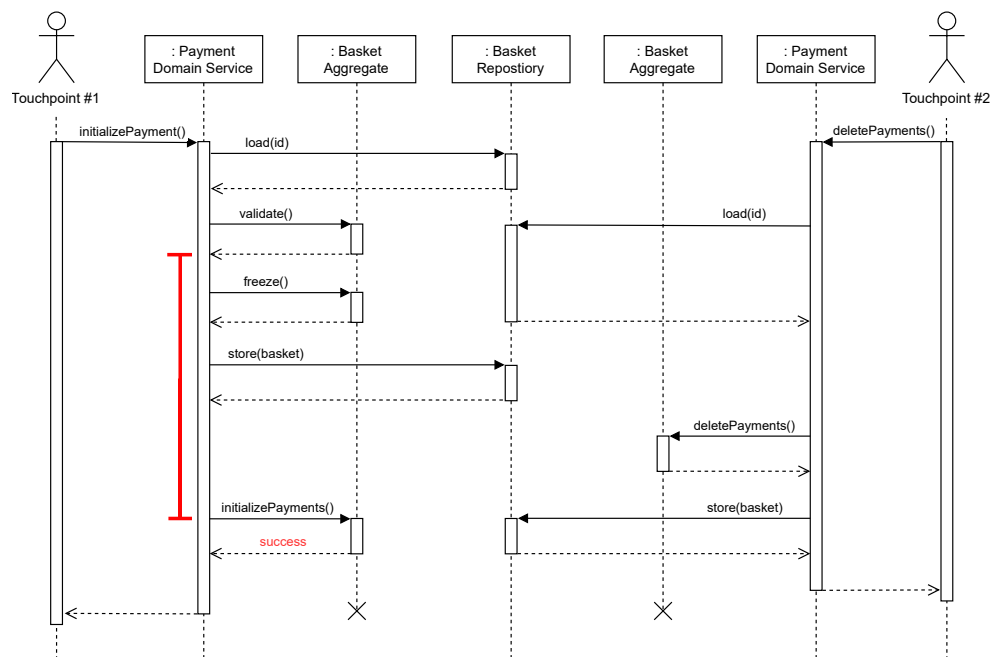 : Payment
Domain Service
: Basket
Aggregate
: Basket
Repostiory
: Basket
Aggregate
: Payment
Domain Service
Touchpoint #1
Touchpoint #2
initializePayment()
deletePayments()
load(id)
validate()
load(id)
freeze()
store(basket)
deletePayments()
initializePayments()
store(basket)
success